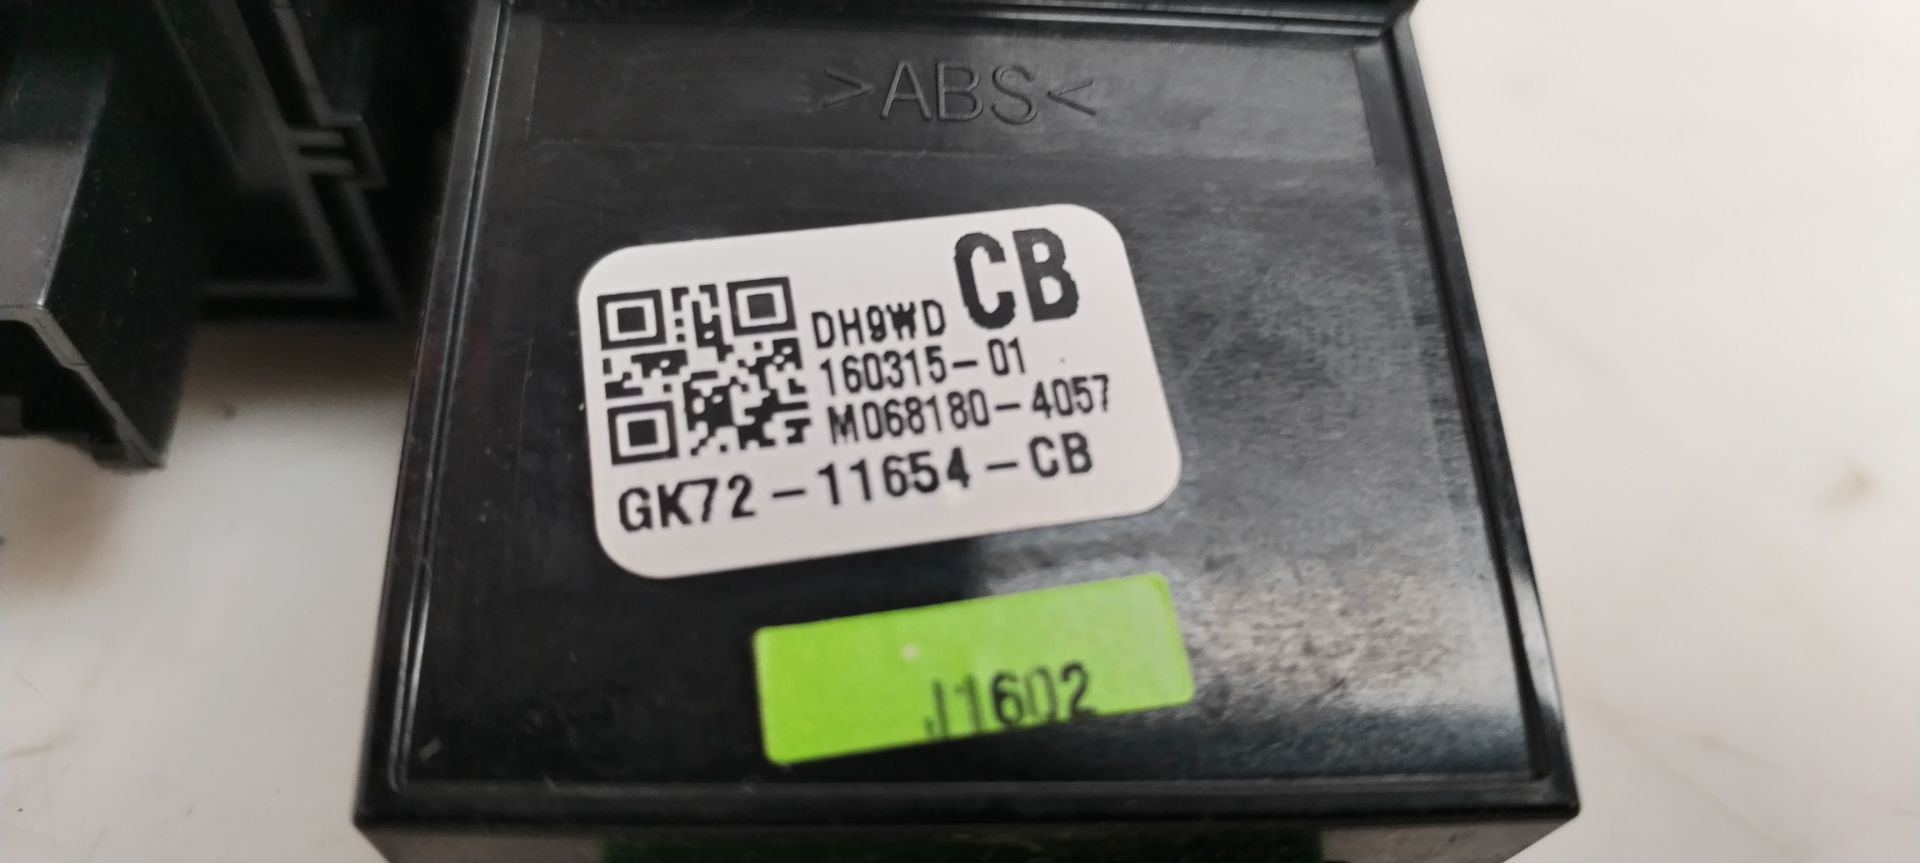 >ABS<
DH9WD CB
160315-01
M068180-4057
GK72-11654-CB
J1602